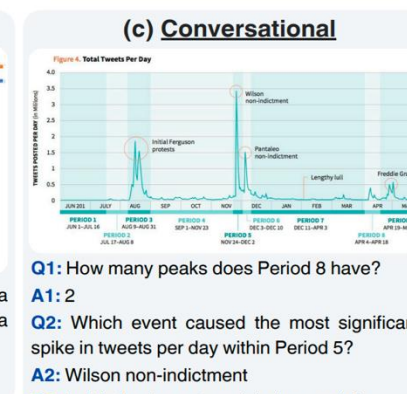 (c) Conversational
Figure 4. Total Tweets Per Day
TWEETS POSTED PER DAY (in Millions)
4.0
3.5
3
2.5
2
1.5
1
0.5
0
Wilson
non-indictment
Initial Ferguson
protests
Pantaleo
non-indictment
Lengthy lull
Freddie Gra
JUN 201 JULY AUG SEP OCT NOV DEC JAN FEB MAR APR M
PERIOD 1
JUN 1–JUL 16
PERIOD 2
JUL 17–AUG 8
PERIOD 3
AUG 9–AUG 31
PERIOD 4
SEP 1–NOV 23
PERIOD 5
NOV 24–DEC 2
PERIOD 6
DEC 3–DEC 10
PERIOD 7
DEC 11–APR 3
PERIOD 8
APR 4–APR 18
PERIO
APR 19–M
Q1: How many peaks does Period 8 have?
A1: 2
Q2: Which event caused the most significan
spike in tweets per day within Period 5?
A2: Wilson non-indictment
a
a